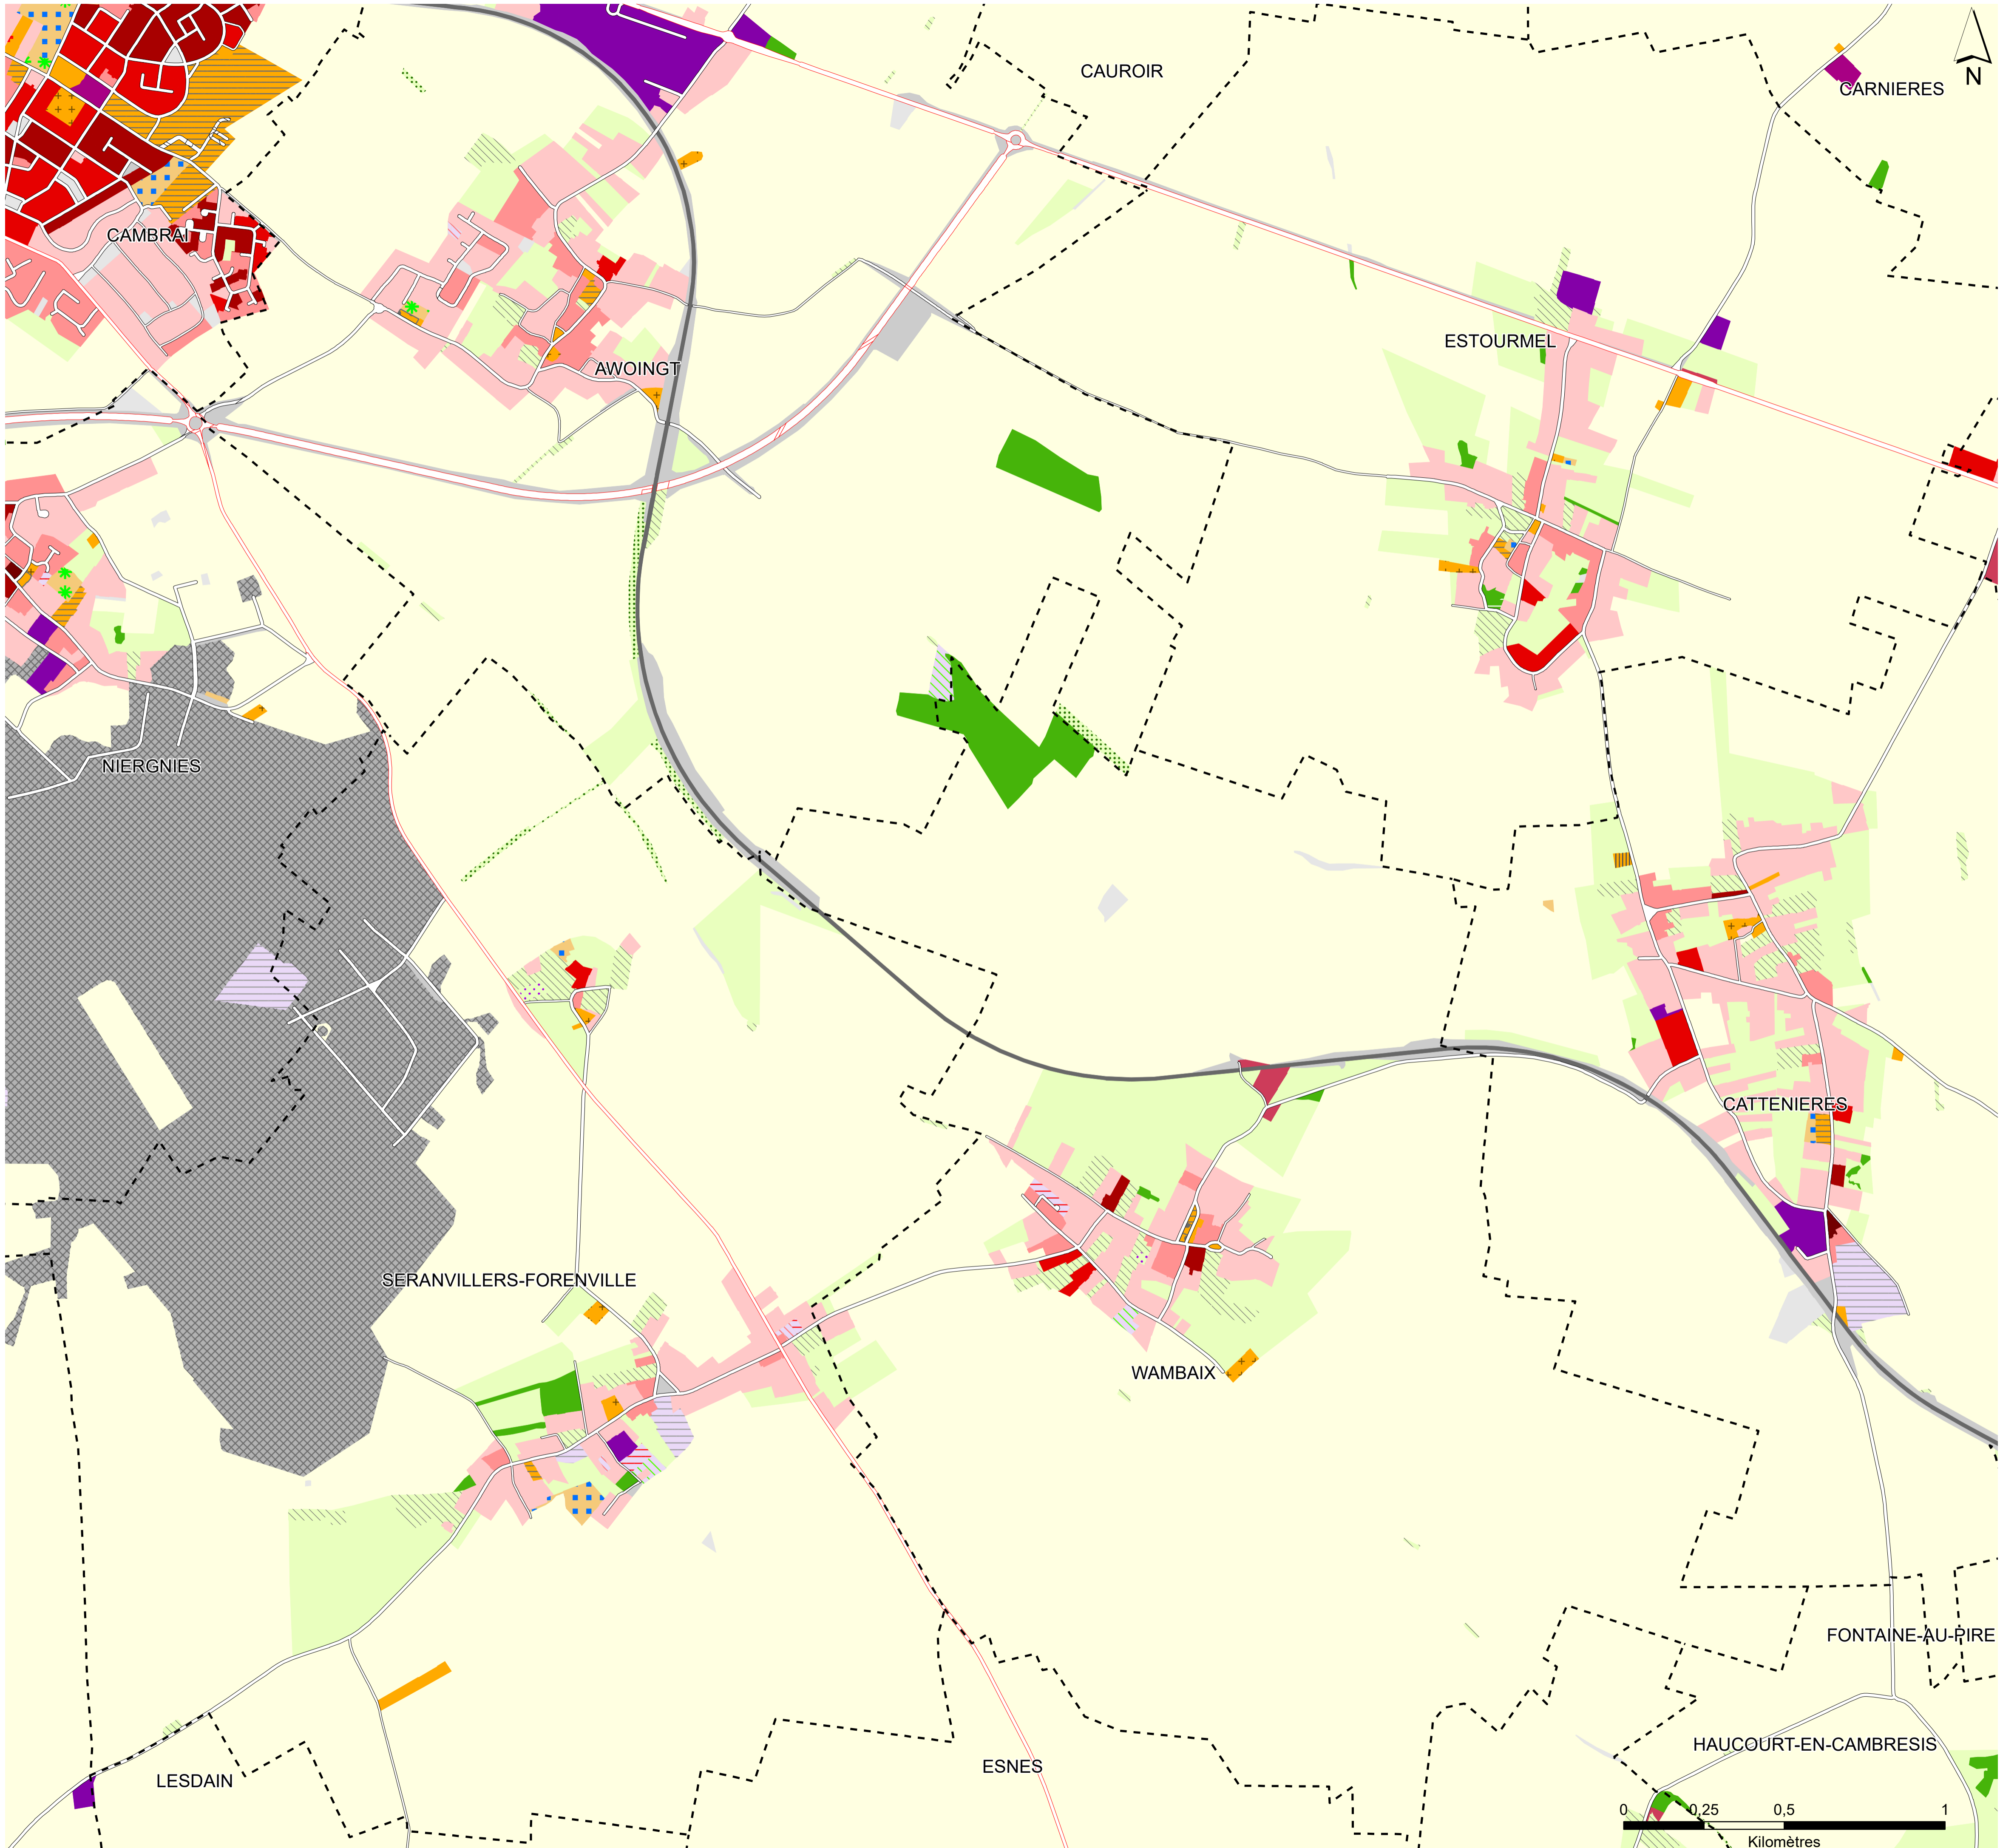 CAUROIR
CARNIERES
N
CAMBRAI
ESTOURMEL
AWOINGT
NIERGNIES
CATTENIERES
SERANVILLERS-FORENVILLE
WAMBAIX
FONTAINE-AU-PIRE
HAUCOURT-EN-CAMBRESIS
ESNES
LESDAIN
0 0,25 0,5 1
Kilomètres